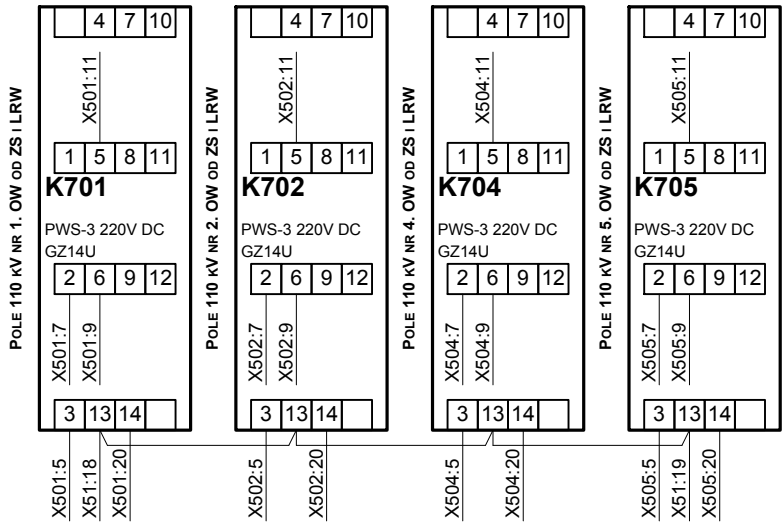 POLE 110 KV NR 1. OW OD ZS I LRW
4 7 10
X501:11
1 5 8 11
K701
PWS-3 220V DC
GZ14U
2 6 9 12
X501:7
X501:9
3 13 14
X501:5
X51:18
X501:20
POLE 110 KV NR 2. OW OD ZS I LRW
4 7 10
X502:11
1 5 8 11
K702
PWS-3 220V DC
GZ14U
2 6 9 12
X502:7
X502:9
3 13 14
X502:5
X502:20
POLE 110 KV NR 4. OW OD ZS I LRW
4 7 10
X504:11
1 5 8 11
K704
PWS-3 220V DC
GZ14U
2 6 9 12
X504:7
X504:9
3 13 14
X504:5
X504:20
POLE 110 KV NR 5. OW OD ZS I LRW
4 7 10
X505:11
1 5 8 11
K705
PWS-3 220V DC
GZ14U
2 6 9 12
X505:7
X505:9
3 13 14
X505:5
X51:19
X505:20